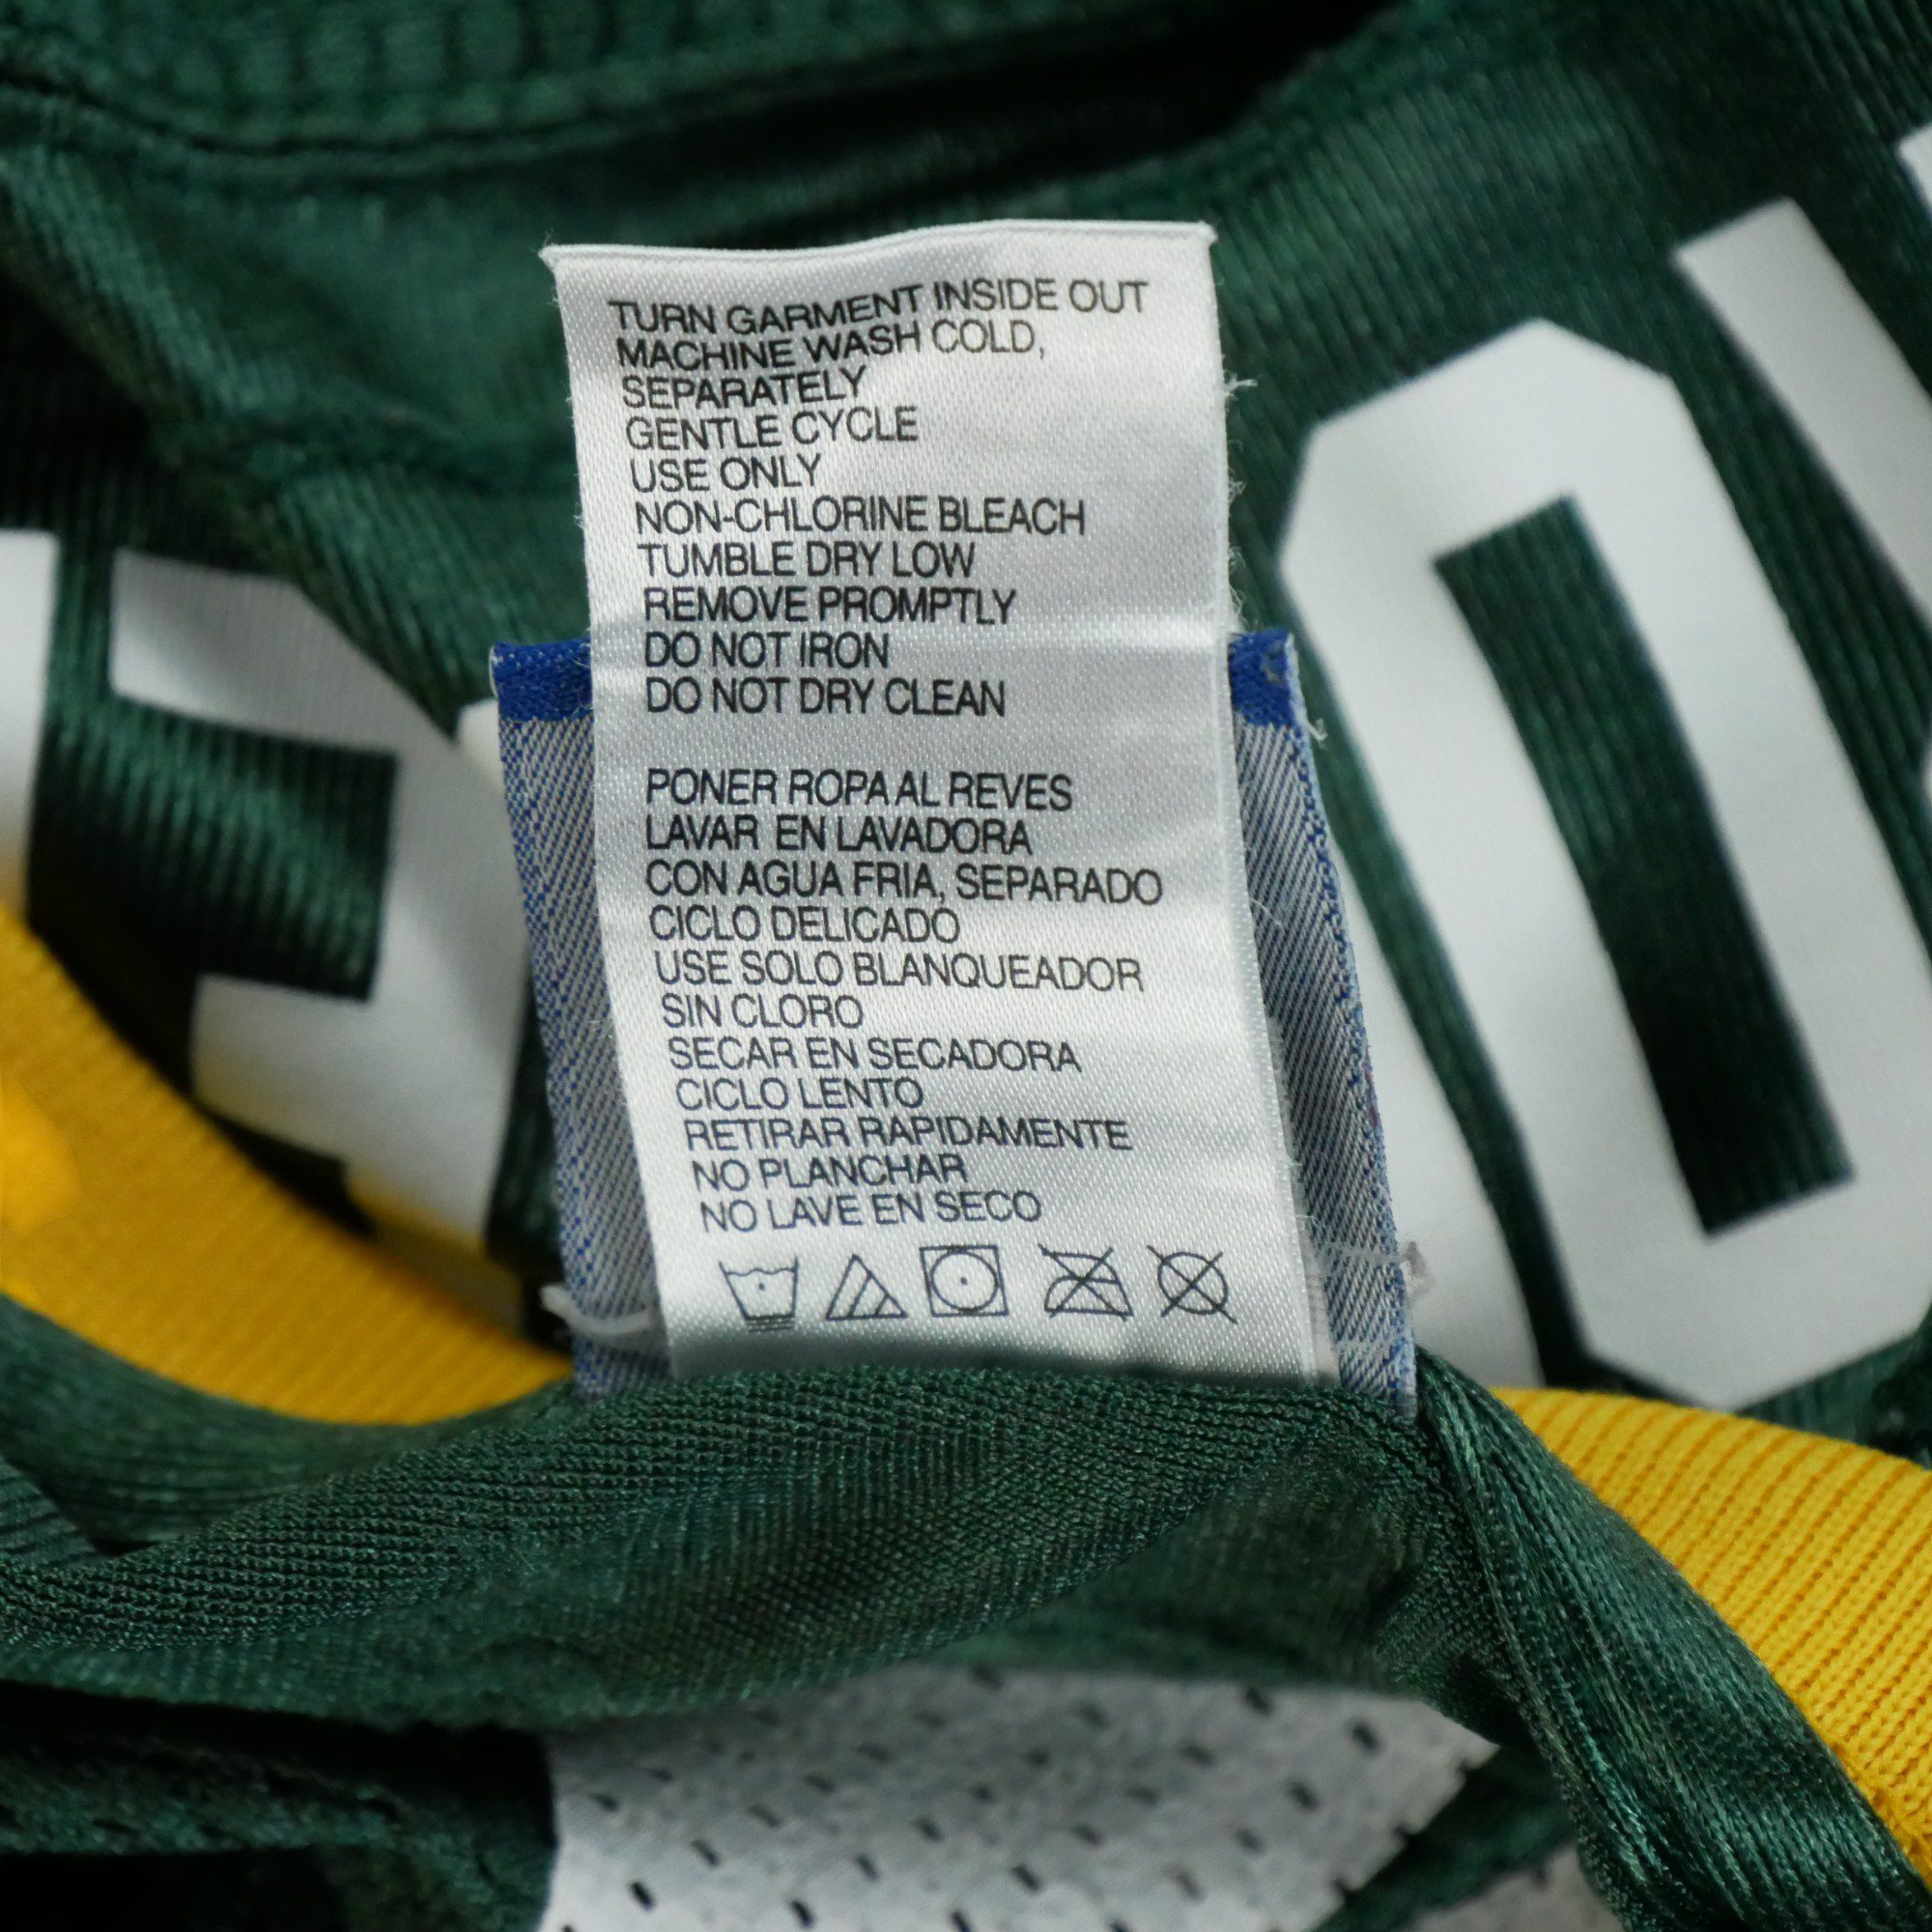 TURN GARMENT INSIDE OUT
MACHINE WASH COLD,
SEPARATELY
GENTLE CYCLE
USE ONLY
NON-CHLORINE BLEACH
TUMBLE DRY LOW
REMOVE PROMPTLY
DO NOT IRON
DO NOT DRY CLEAN
PONER ROPA AL REVES
LAVAR EN LAVADORA
CON AGUA FRIA, SEPARADO
CICLO DELICADO
USE SOLO BLANQUEADOR
SIN CLORO
SECAR EN SECADORA
CICLO LENTO
RETIRAR RAPIDAMENTE
NO PLANCHAR
NO LAVE EN SECO